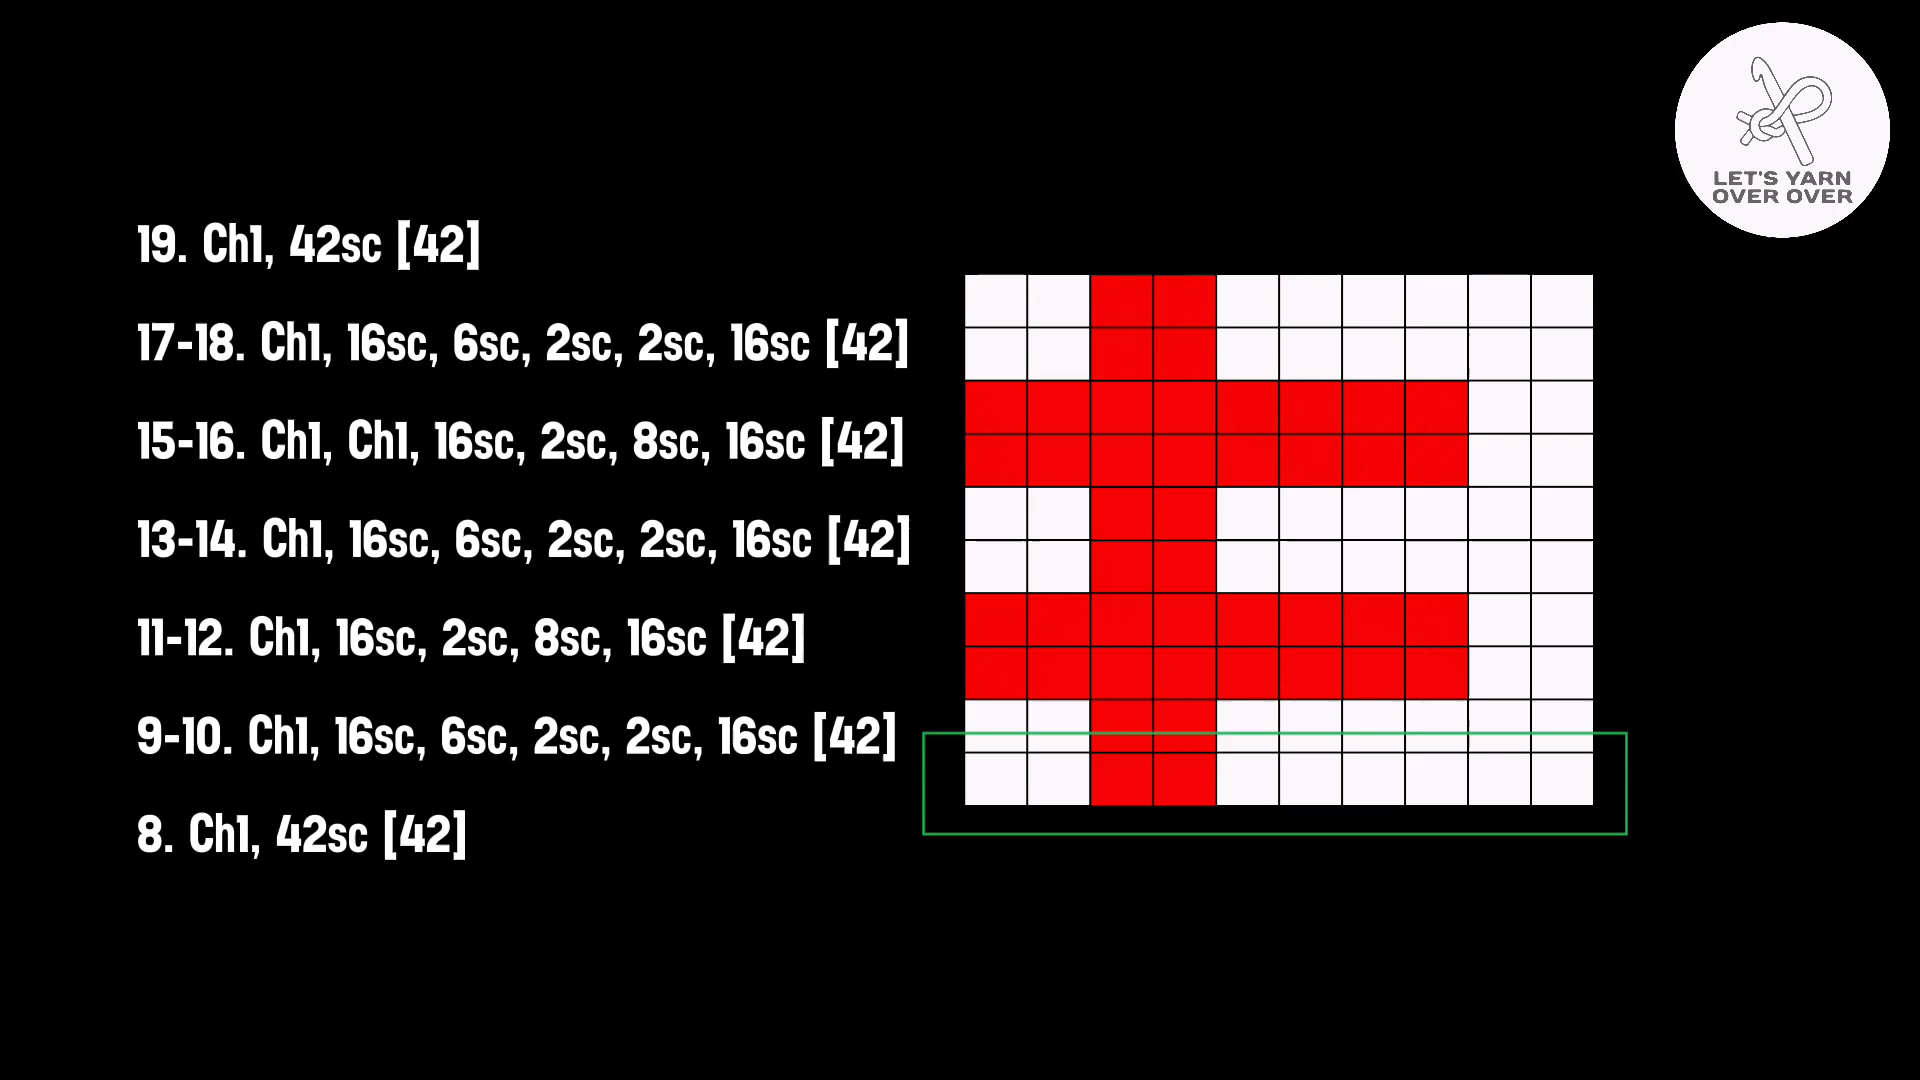 LET'S YARN
OVER OVER
19. Ch1, 42sc [42]
17-18. Ch1, 16sc, 6sc, 2sc, 2sc, 16sc [42]
15-16. Ch1, Ch1, 16sc, 2sc, 8sc, 16sc [42]
13-14. Ch1, 16sc, 6sc, 2sc, 2sc, 16sc [42]
11-12. Ch1, 16sc, 2sc, 8sc, 16sc [42]
9-10. Ch1, 16sc, 6sc, 2sc, 2sc, 16sc [42]
8. Ch1, 42sc [42]